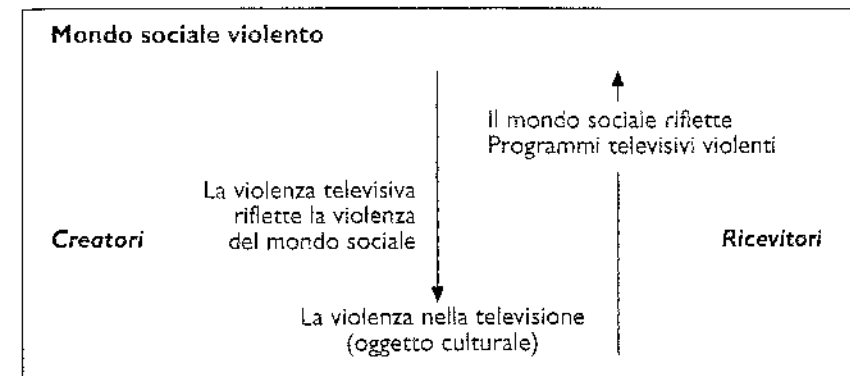 Mondo sociale violento
Il mondo sociale riflette
Programmi televisivi violenti
La violenza televisiva
riflette la violenza
del mondo sociale
Creatori
Ricevitori
La violenza nella televisione
(oggetto culturale)